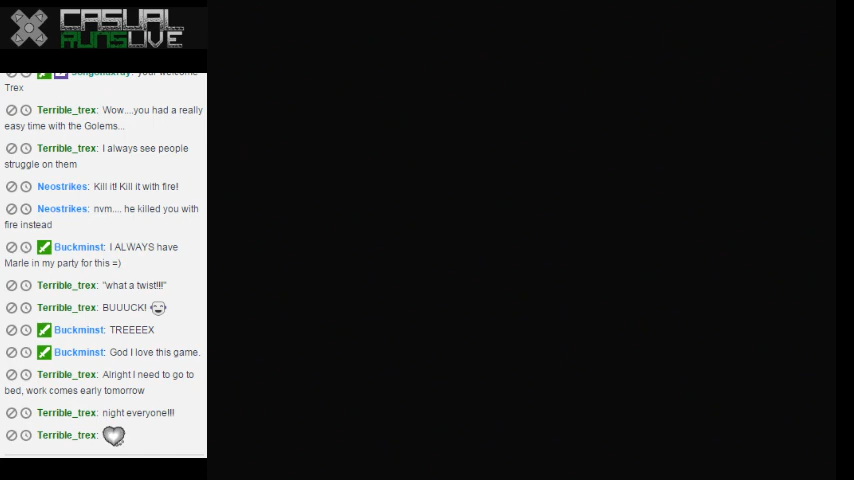 CASUAL
RUNSLIVE
your welcome
Trex
Terrible_trex: Wow....you had a really
easy time with the Golems...
Terrible_trex: I always see people
struggle on them
Neostrikes: Kill it! Kill it with fire!
Neostrikes: nvm.... he killed you with
fire instead
Buckminst: I ALWAYS have
Marle in my party for this =)
Terrible_trex: "what a twist!!!"
Terrible_trex: BUUUCK!
Buckminst: TREEEEX
Buckminst: God I love this game.
Terrible_trex: Alright I need to go to
bed, work comes early tomorrow
Terrible_trex: night everyone!!!
Terrible_trex: